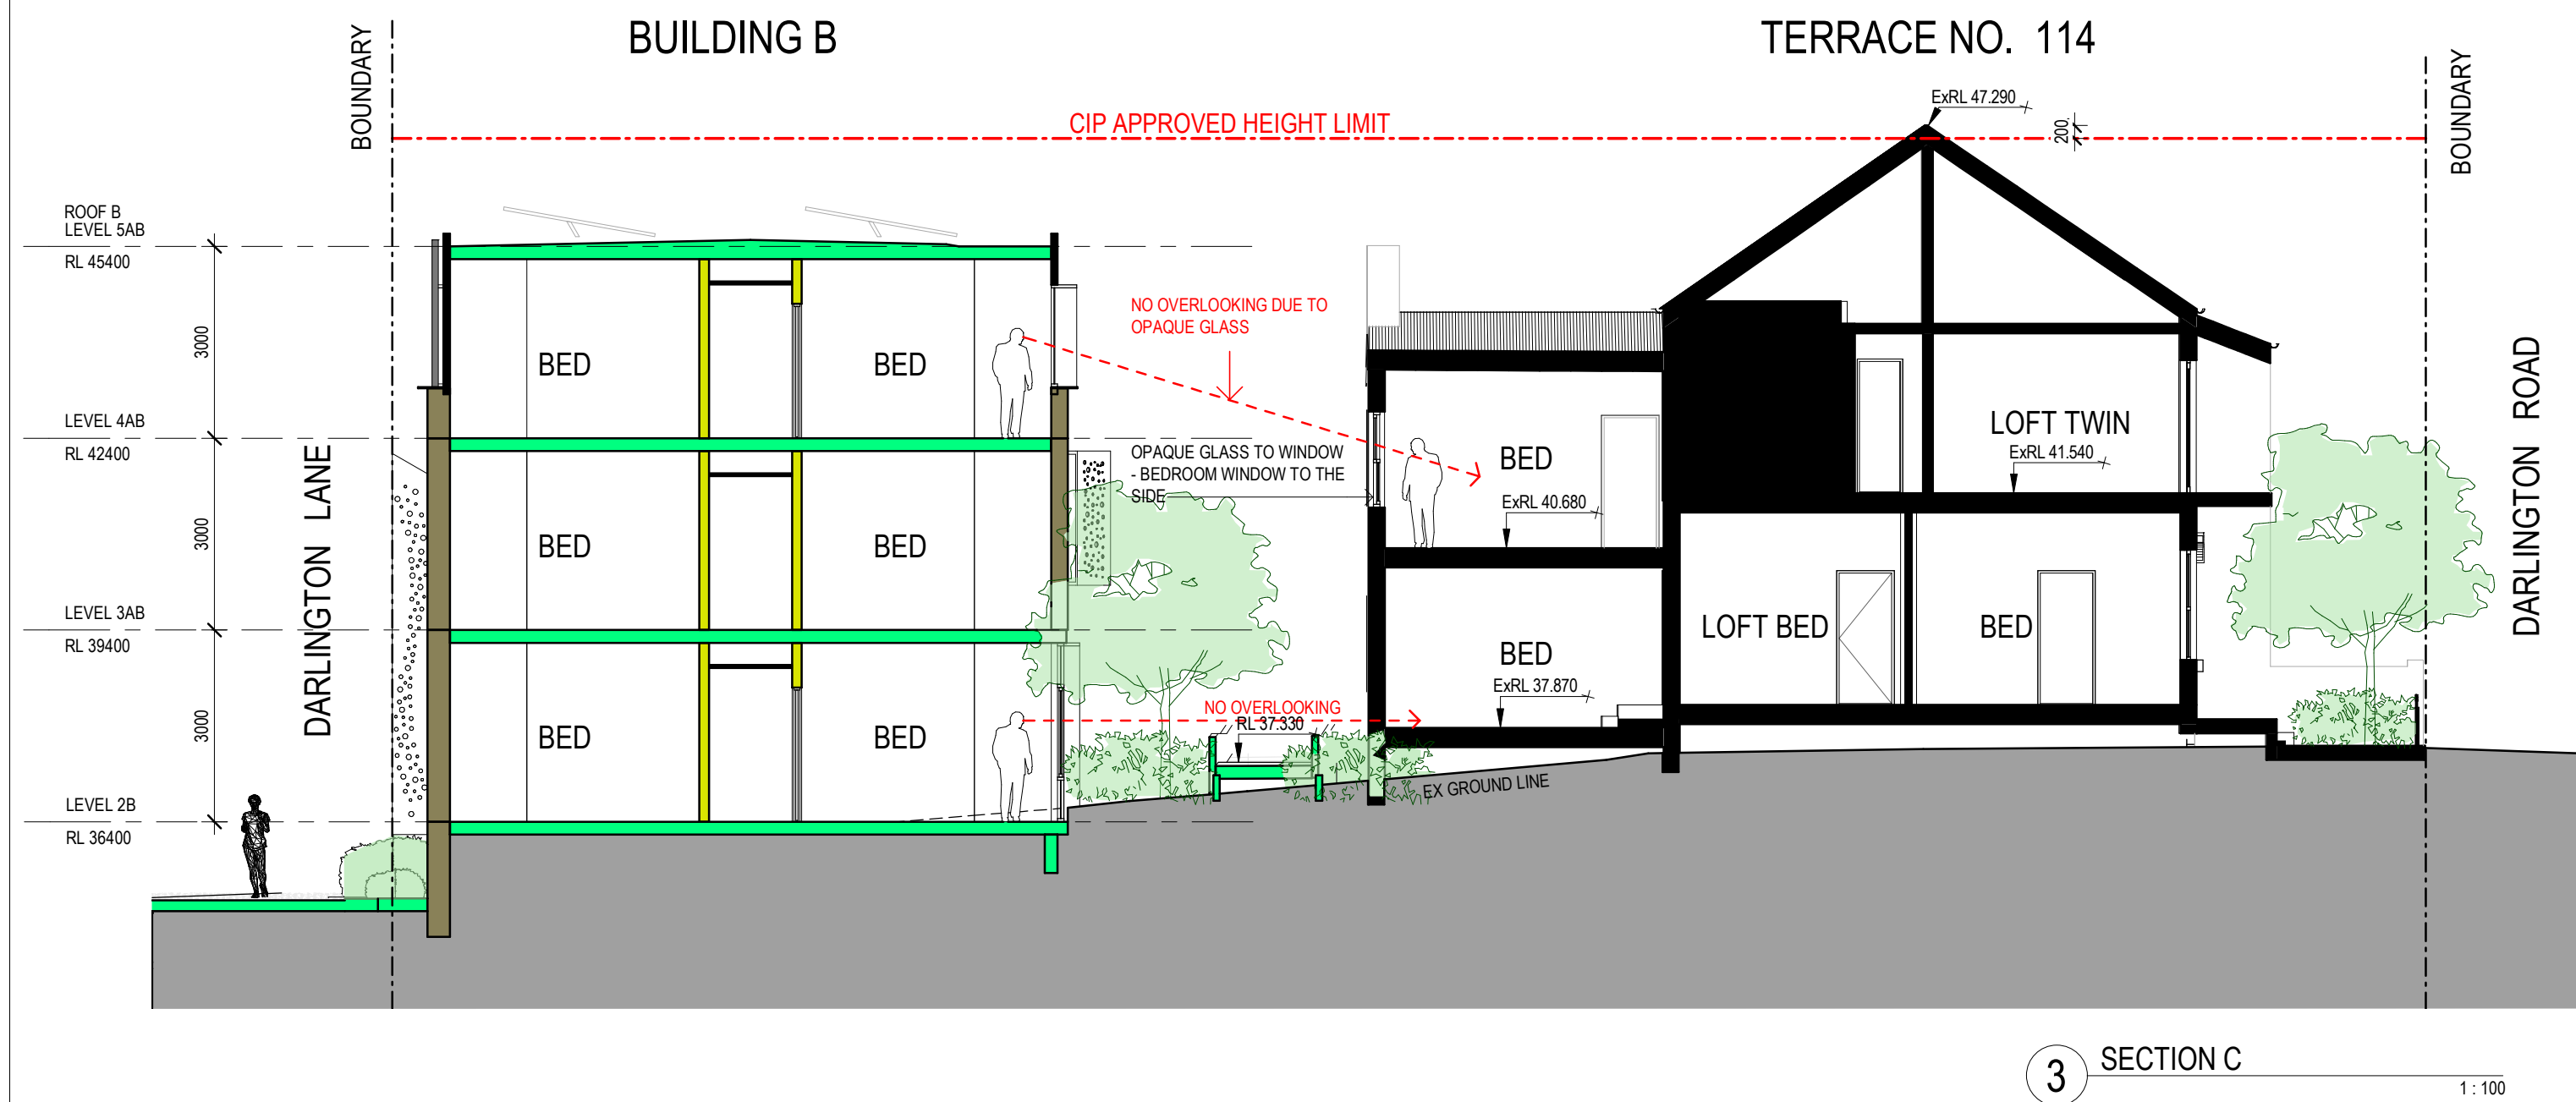 BUILDING B
TERRACE NO. 114
BOUNDARY
BOUNDARY
ExRL 47.290
CIP APPROVED HEIGHT LIMIT
200
ROOF B
LEVEL 5AB
RL 45400
3000
NO OVERLOOKING DUE TO
OPAQUE GLASS
BED
BED
LEVEL 4AB
RL 42400
OPAQUE GLASS TO WINDOW
- BEDROOM WINDOW TO THE
SIDE
BED
ExRL 40.680
LOFT TWIN
ExRL 41.540
DARLINGTON LANE
DARLINGTON ROAD
3000
BED
BED
LEVEL 3AB
RL 39400
BED
ExRL 37.870
LOFT BED
BED
3000
BED
BED
NO OVERLOOKING
RL 37.330
EX GROUND LINE
LEVEL 2B
RL 36400
3
SECTION C
1 : 100